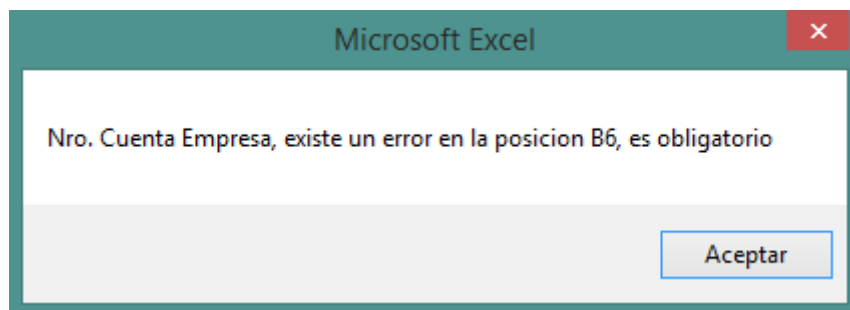 Microsoft Excel
Nro. Cuenta Empresa, existe un error en la posicion B6, es obligatorio
Aceptar